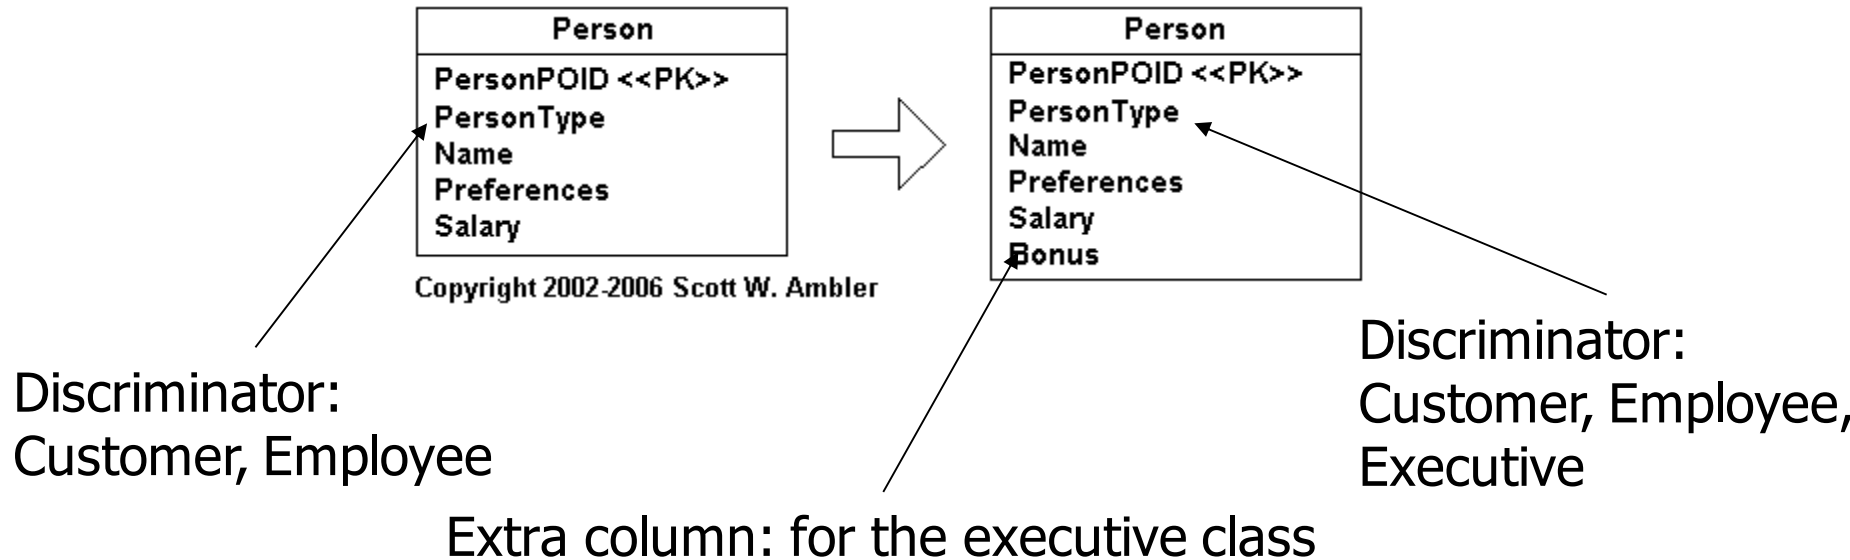 Person
PersonPOID <<PK>>
PersonType
Name
Preferences
Salary
Copyright 2002-2006 Scott W. Ambler
Person
PersonPOID <<PK>>
PersonType
Name
Preferences
Salary
Bonus
Discriminator:
Customer, Employee
Discriminator:
Customer, Employee,
Executive
Extra column: for the executive class